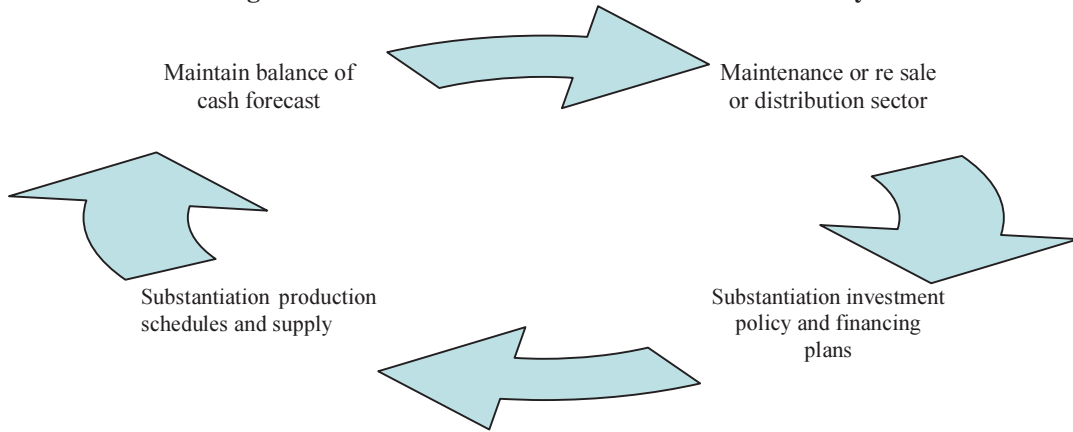 Maintain balance of
cash forecast
Maintenance or re sale
or distribution sector
Substantiation investment
policy and financing
plans
Substantiation production
schedules and supply